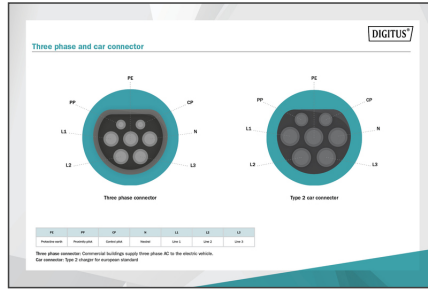 DIGITUS®
Three phase and car connector
PE
PP
CP
L1
N
L2
L3
Three phase connector
PE
PP
CP
L1
N
L2
L3
Type 2 car connector
PE PP CP N L1 L2 L3
Protective earth Proximity pilot Control pilot Neutral Line 1 Line 2 Line 3
Three phase connector: Commercial buildings supply three phase AC to the electric vehicle.
Car connector: Type 2 charger for european standard